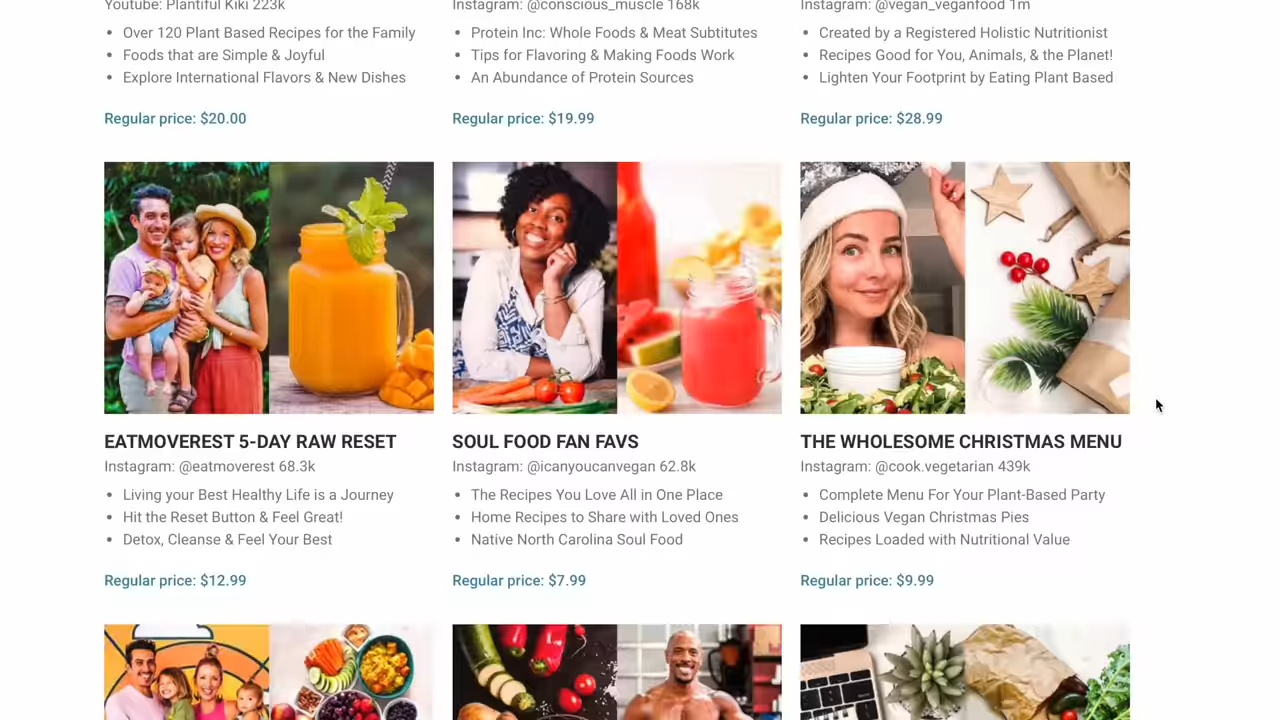 Youtube: Plantiful Kiki 223k
Over 120 Plant Based Recipes for the Family
Foods that are Simple & Joyful
Explore International Flavors & New Dishes
Regular price: $20.00
Instagram: @conscious_muscle 168k
Protein Inc: Whole Foods & Meat Subtitutes
Tips for Flavoring & Making Foods Work
An Abundance of Protein Sources
Regular price: $19.99
Instagram: @vegan_veganfood 1m
Created by a Registered Holistic Nutritionist
Recipes Good for You, Animals, & the Planet!
Lighten Your Footprint by Eating Plant Based
Regular price: $28.99
EATMOVEREST 5-DAY RAW RESET
Instagram: @eatmoverest 68.3k
Living your Best Healthy Life is a Journey
Hit the Reset Button & Feel Great!
Detox, Cleanse & Feel Your Best
Regular price: $12.99
SOUL FOOD FAN FAVS
Instagram: @icanyoucanvegan 62.8k
The Recipes You Love All in One Place
Home Recipes to Share with Loved Ones
Native North Carolina Soul Food
Regular price: $7.99
THE WHOLESOME CHRISTMAS MENU
Instagram: @cook.vegetarian 439k
Complete Menu For Your Plant-Based Party
Delicious Vegan Christmas Pies
Recipes Loaded with Nutritional Value
Regular price: $9.99